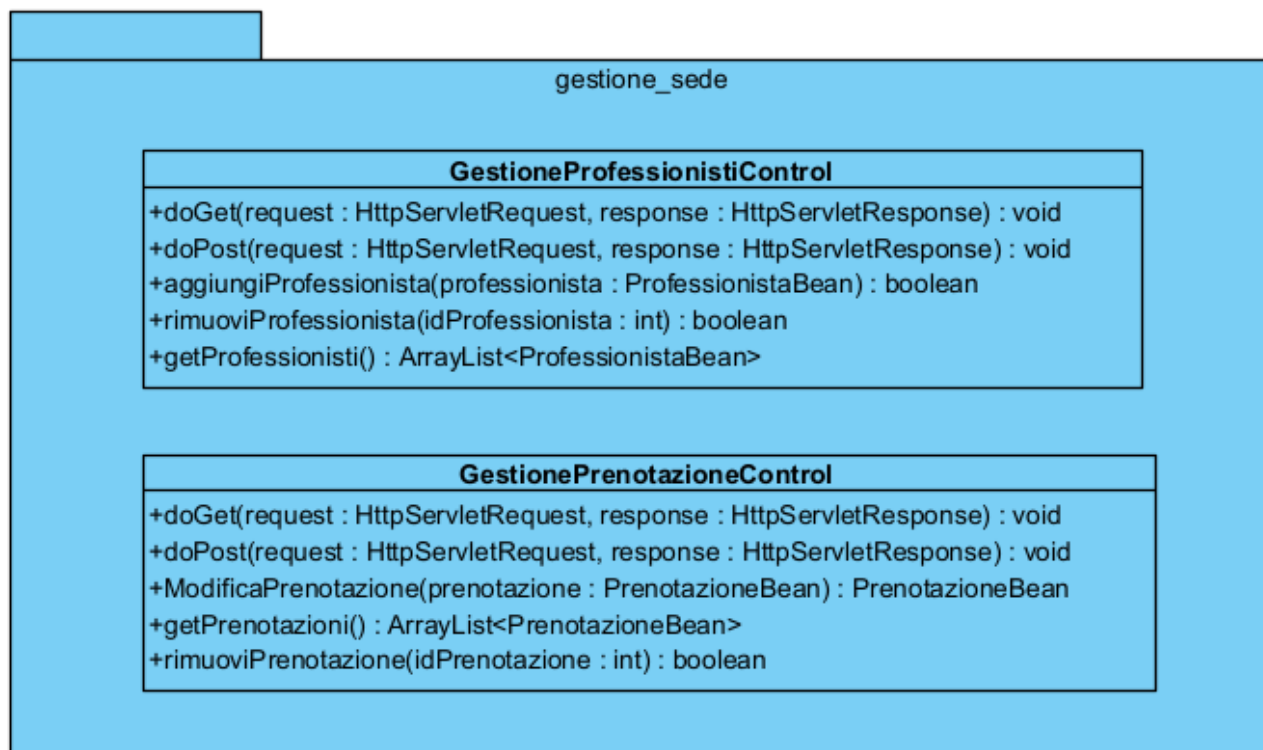 gestione_sede
GestioneProfessionistiControl
+doGet(request : HttpServletRequest, response : HttpServletResponse) : void
+doPost(request : HttpServletRequest, response : HttpServletResponse) : void
+aggiungiProfessionista(professionista : ProfessionistaBean) : boolean
+rimuoviProfessionista(idProfessionista : int) : boolean
+getProfessionisti() : ArrayList<ProfessionistaBean>
GestionePrenotazioneControl
+doGet(request : HttpServletRequest, response : HttpServletResponse) : void
+doPost(request : HttpServletRequest, response : HttpServletResponse) : void
+ModificaPrenotazione(prenotazione : PrenotazioneBean) : PrenotazioneBean
+getPrenotazioni() : ArrayList<PrenotazioneBean>
+rimuoviPrenotazione(idPrenotazione : int) : boolean